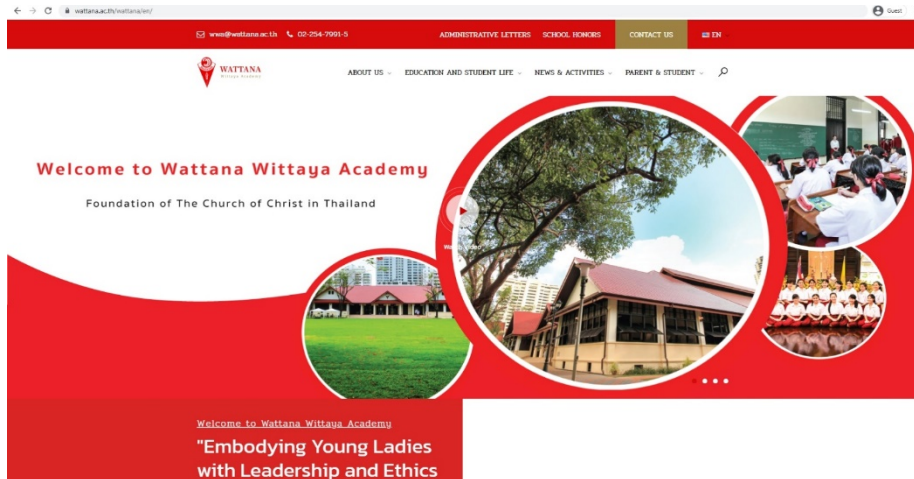 wattana.ac.th/wattana/en/
Guest
wwa@wattana.ac.th 02-254-7991-5 ADMINISTRATIVE LETTERS SCHOOL HONORS CONTACT US EN
WATTANA
Wittaya Academy
ABOUT US EDUCATION AND STUDENT LIFE NEWS & ACTIVITIES PARENT & STUDENT
Welcome to Wattana Wittaya Academy
Foundation of The Church of Christ in Thailand
Welcome to Wattana Wittaya Academy
"Embodying Young Ladies
with Leadership and Ethics